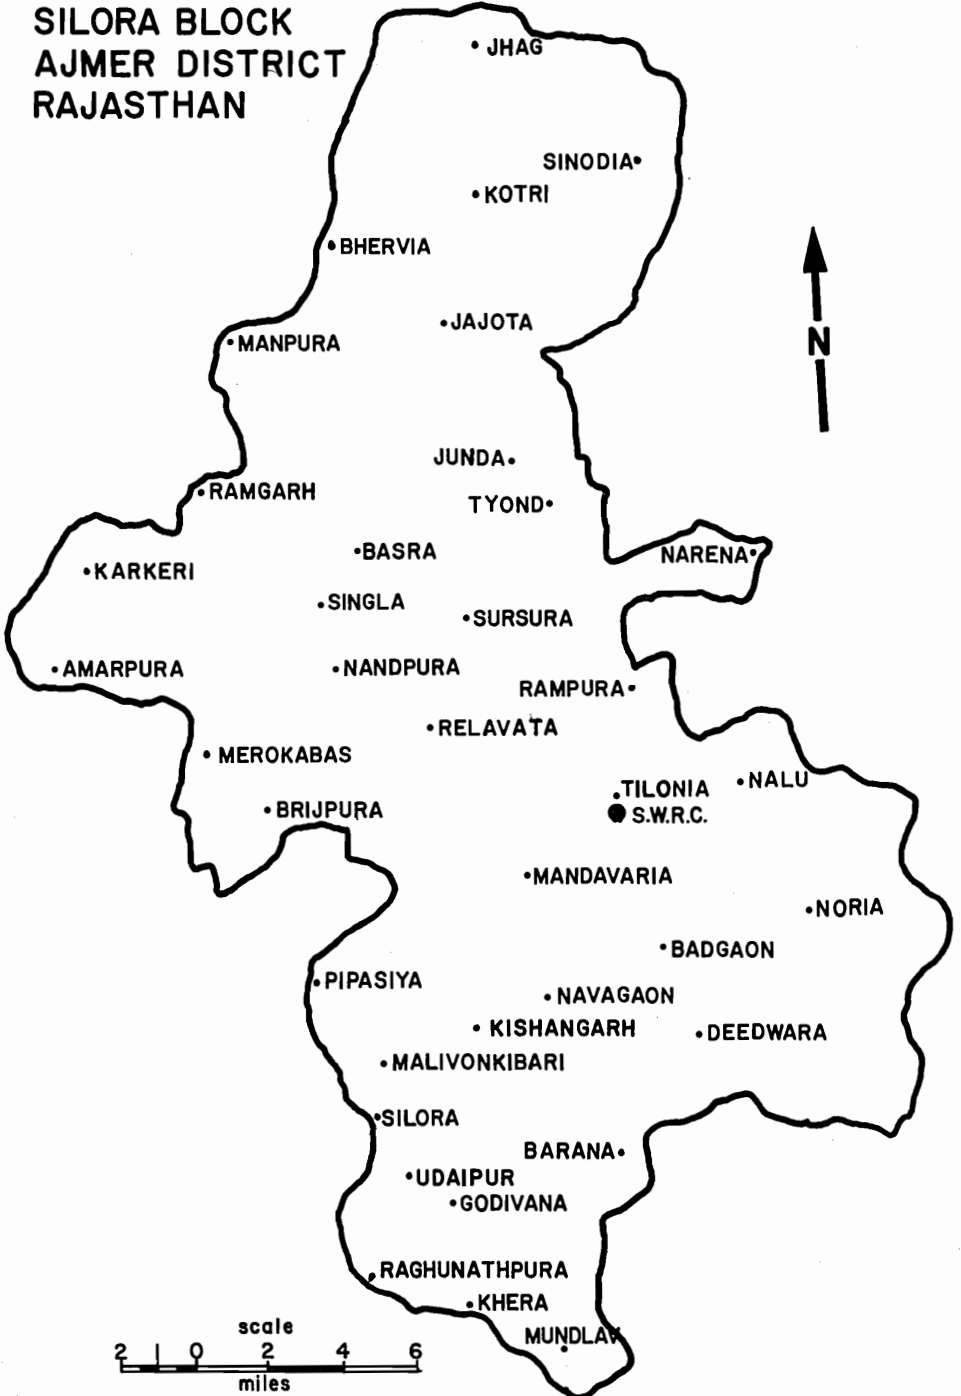 SILORA BLOCK
AJMER DISTRICT
RAJASTHAN
JHAG
SINODIA
KOTRI
BHERVIA
JAJOTA
MANPURA
N
JUNDA
RAMGARH
TYOND
BASRA
NARENA
KARKERI
SINGLA
SURSURA
AMARPURA
NANDPURA
RAMPURA
RELAVATA
MEROKABAS
NALU
TILONIA
S.W.R.C.
BRIJPURA
MANDAVARIA
NORIA
BADGAON
PIPASIYA
NAVAGAON
KISHANGARH
DEEDWARA
MALIVONKIBARI
SILORA
BARANA
UDAIPUR
GODIVANA
RAGHUNATHPURA
KHERA
MUNDLAV
scale
2 1 0 2 4 6
miles